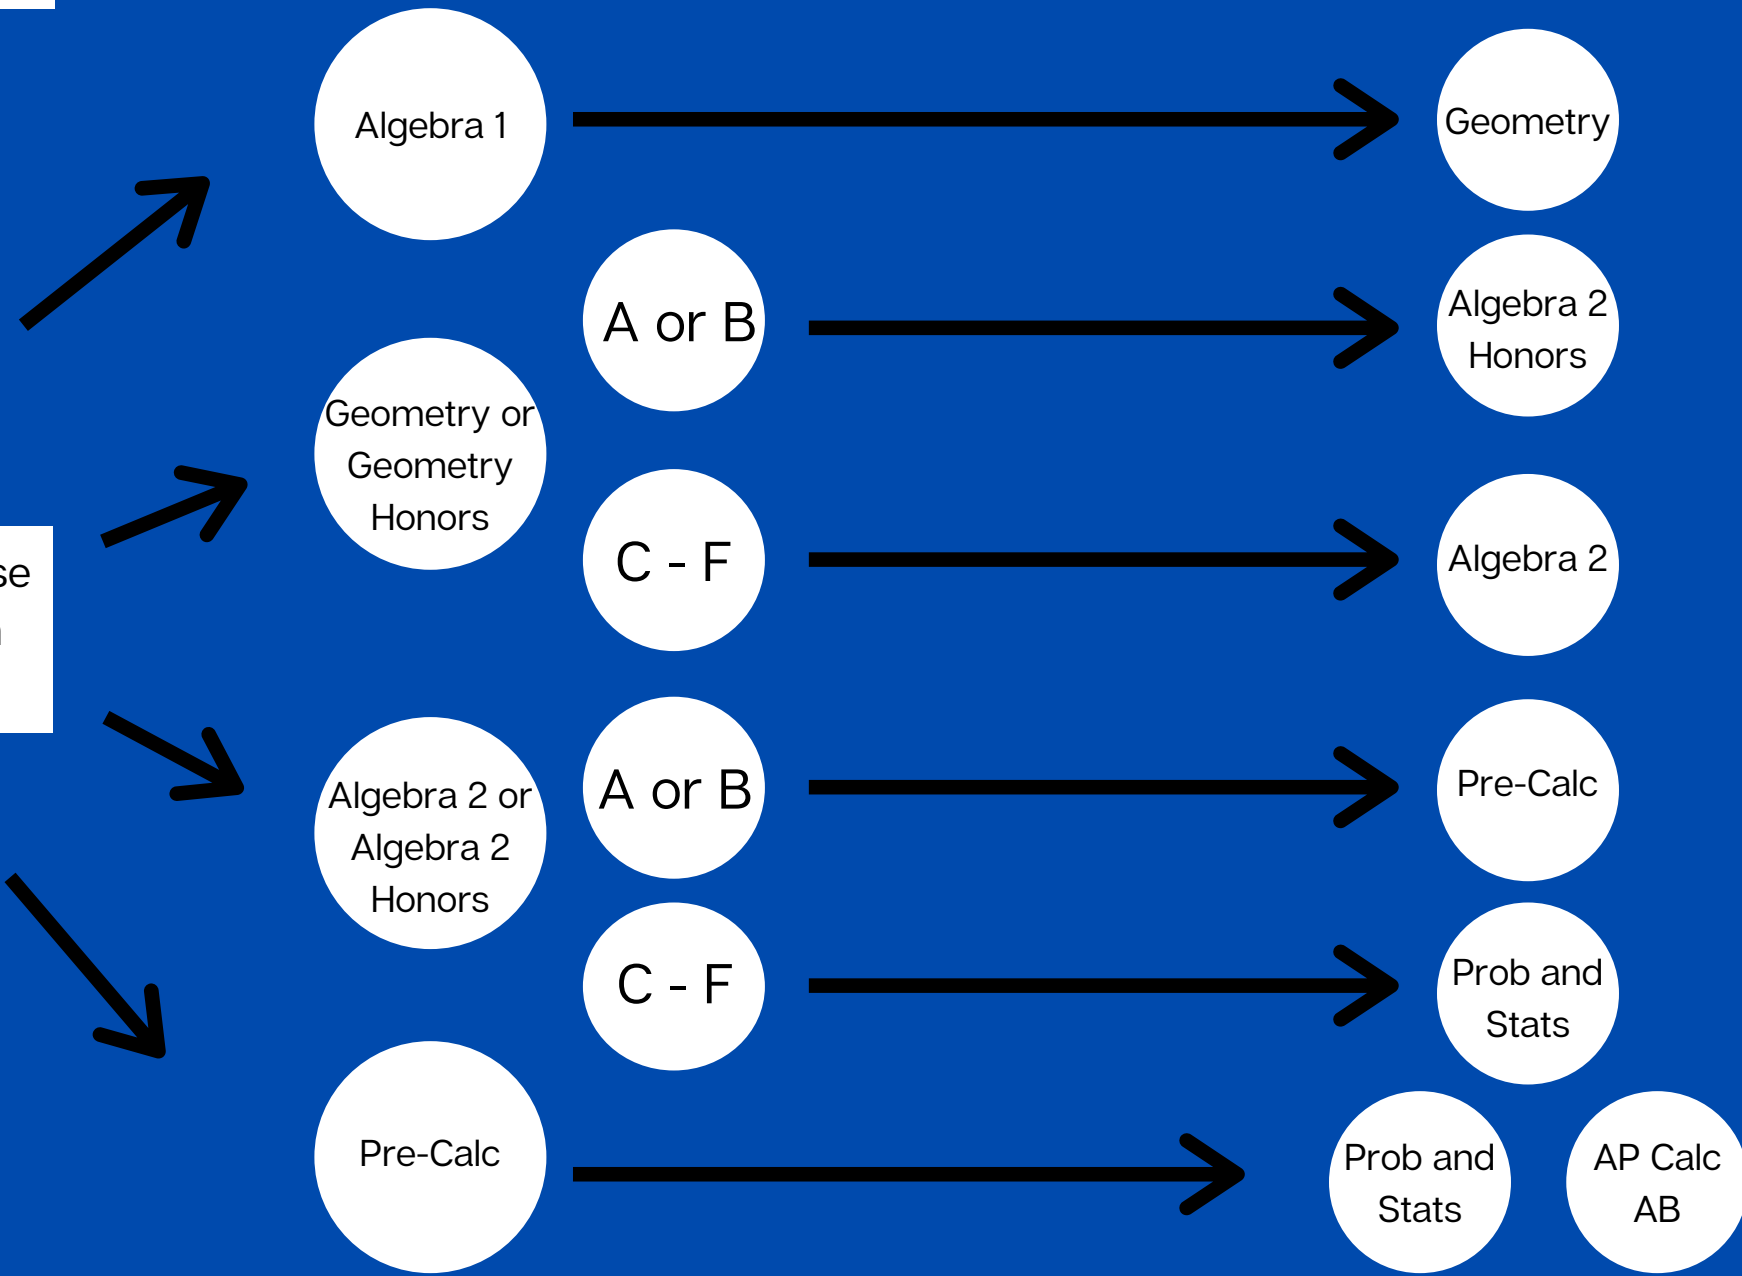 Algebra 1
Geometry
A or B
Algebra 2
Honors
Geometry or
Geometry
Honors
C - F
Algebra 2
Algebra 2 or
Algebra 2
Honors
A or B
Pre-Calc
C - F
Prob and
Stats
Pre-Calc
Prob and
Stats
AP Calc
AB